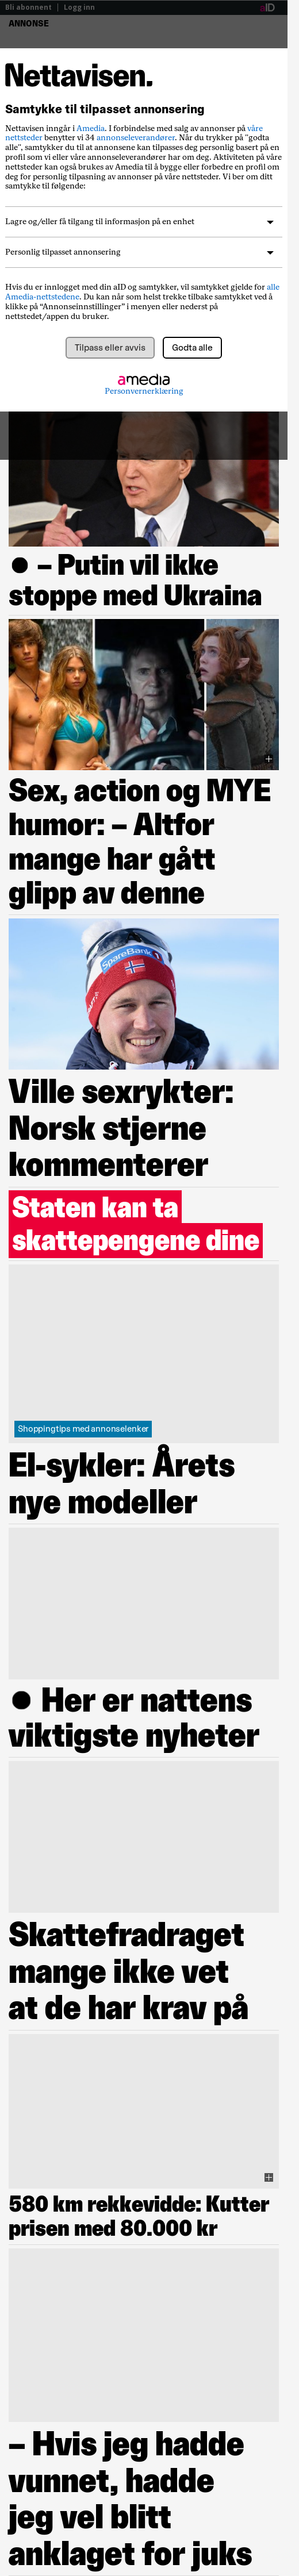 Bli abonnent | Logg inn
aID
ANNONSE
Nettavisen.
Samtykke til tilpasset annonsering
Nettavisen inngår i Amedia. I forbindelse med salg av annonser på våre
nettsteder benytter vi 34 annonseleverandører. Når du trykker på "godta
alle", samtykker du til at annonsene kan tilpasses deg personlig basert på en
profil som vi eller våre annonseleverandører har om deg. Aktiviteten på våre
nettsteder kan også brukes av Amedia til å bygge eller forbedre en profil om
deg for personlig tilpasning av annonser på våre nettsteder. Vi ber om ditt
samtykke til følgende:
Lagre og/eller få tilgang til informasjon på en enhet
Personlig tilpasset annonsering
Hvis du er innlogget med din aID og samtykker, vil samtykket gjelde for alle
Amedia-nettstedene. Du kan når som helst trekke tilbake samtykket ved å
klikke på “Annonseinnstillinger” i menyen eller nederst på
nettstedet/appen du bruker.
Tilpass eller avvis
Godta alle
amedia
Personvernerklæring
● – Putin vil ikke
stoppe med Ukraina
Sex, action og MYE
humor: – Altfor
mange har gått
glipp av denne
SpareBank 1
Ville sexrykter:
Norsk stjerne
kommenterer
Staten kan ta
skattepengene dine
Shoppingtips med annonselenker
El-sykler: Årets
nye modeller
● Her er nattens
viktigste nyheter
Skattefradraget
mange ikke vet
at de har krav på
580 km rekkevidde: Kutter
prisen med 80.000 kr
– Hvis jeg hadde
vunnet, hadde
jeg vel blitt
anklaget for juks